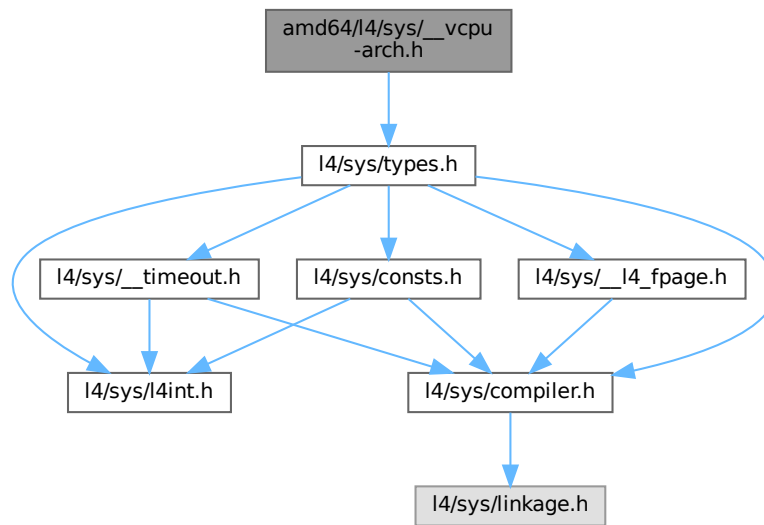 amd64/l4/sys/__vcpu
-arch.h
l4/sys/types.h
l4/sys/__timeout.h
l4/sys/consts.h
l4/sys/__l4_fpage.h
l4/sys/l4int.h
l4/sys/compiler.h
l4/sys/linkage.h